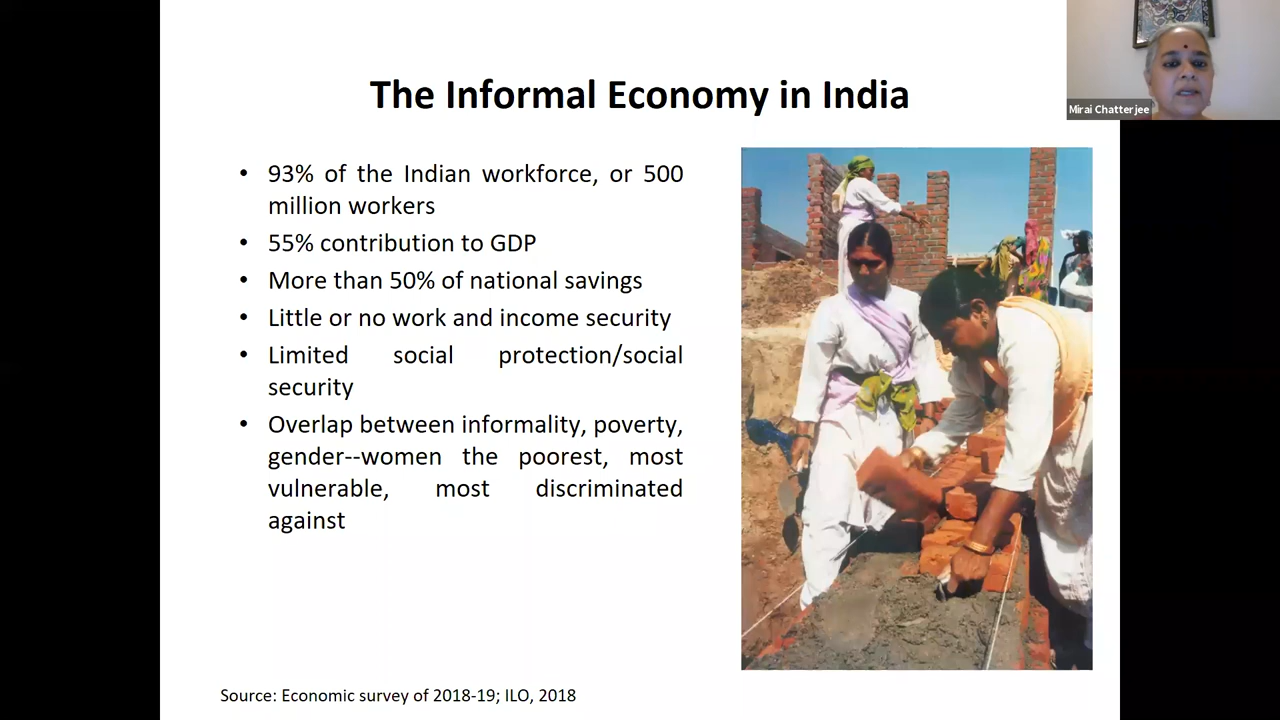 The Informal Economy in India
Mirai Chatterjee
• 93% of the Indian workforce, or 500
million workers
• 55% contribution to GDP
• More than 50% of national savings
• Little or no work and income security
• Limited social protection/social
security
• Overlap between informality, poverty,
gender--women the poorest, most
vulnerable, most discriminated
against
Source: Economic survey of 2018-19; ILO, 2018